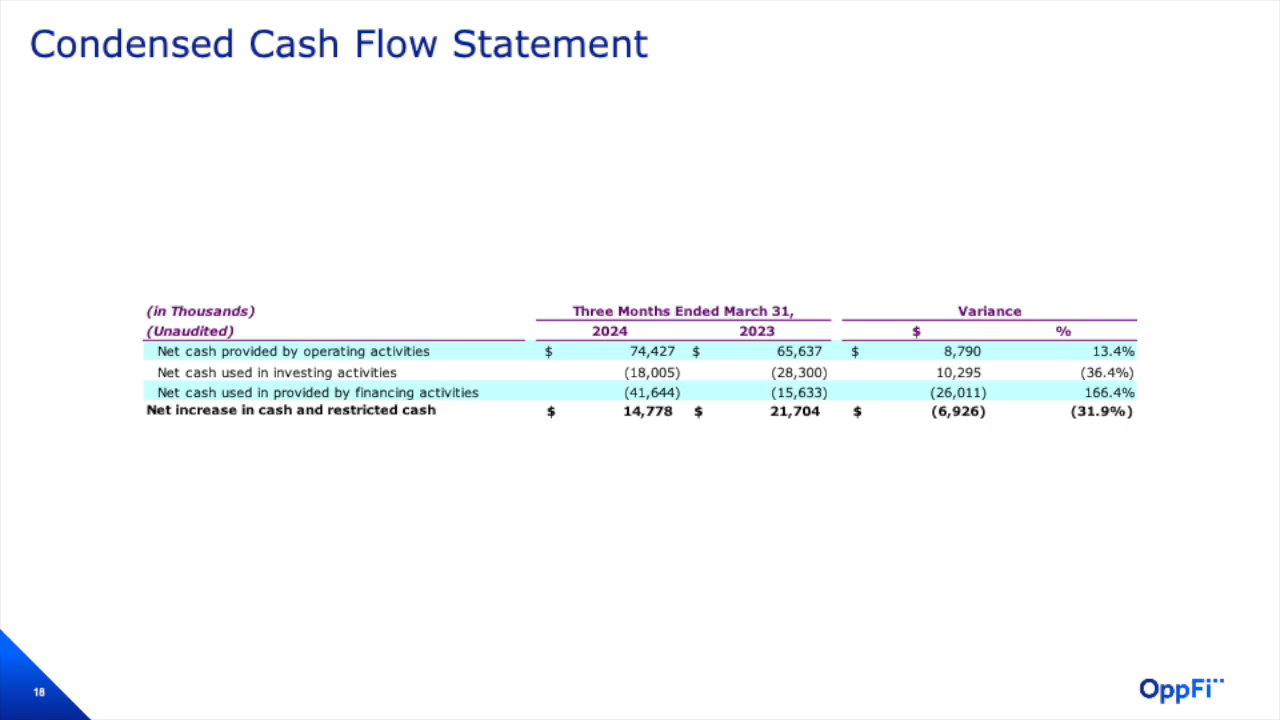 Condensed Cash Flow Statement
(in Thousands) Three Months Ended March 31, Variance
(Unaudited) 2024 2023 $ %
Net cash provided by operating activities $ 74,427 $ 65,637 $ 8,790 13.4%
Net cash used in investing activities (18,005) (28,300) 10,295 (36.4%)
Net cash used in provided by financing activities (41,644) (15,633) (26,011) 166.4%
Net increase in cash and restricted cash $ 14,778 $ 21,704 $ (6,926) (31.9%)
18
OppFi